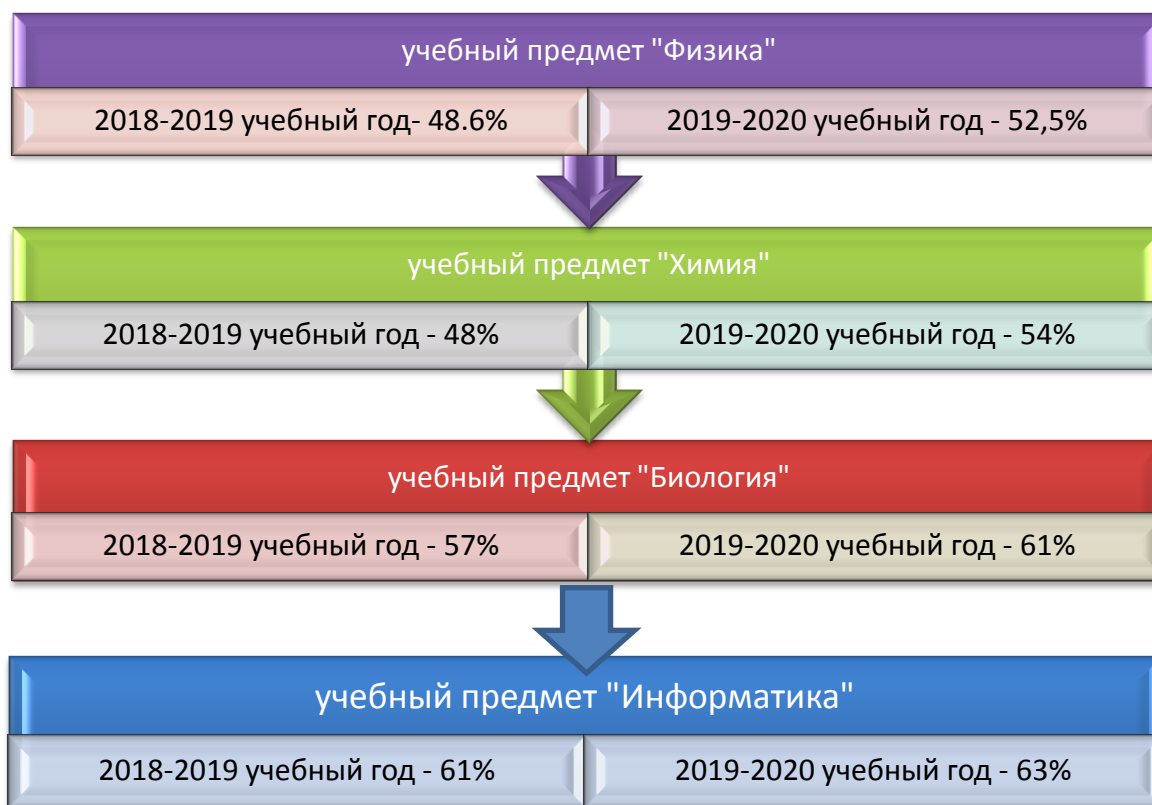 учебный предмет "Физика"
2018-2019 учебный год- 48.6%
2019-2020 учебный год - 52,5%
учебный предмет "Химия"
2018-2019 учебный год - 48%
2019-2020 учебный год - 54%
учебный предмет "Биология"
2018-2019 учебный год - 57%
2019-2020 учебный год - 61%
учебный предмет "Информатика"
2018-2019 учебный год - 61%
2019-2020 учебный год - 63%